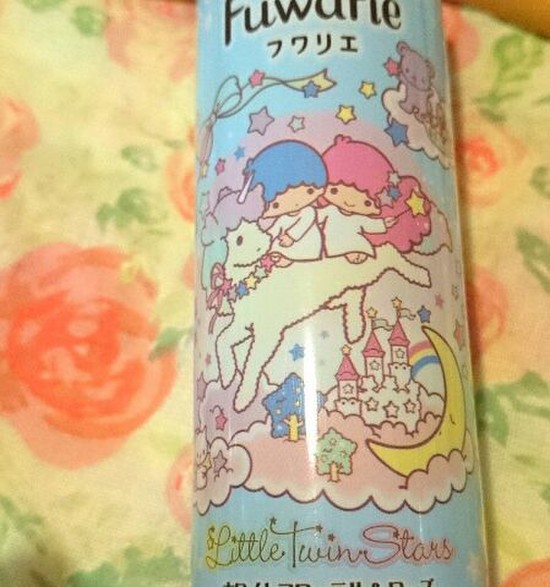 Fuwarie
フワリエ
Little Twin Stars